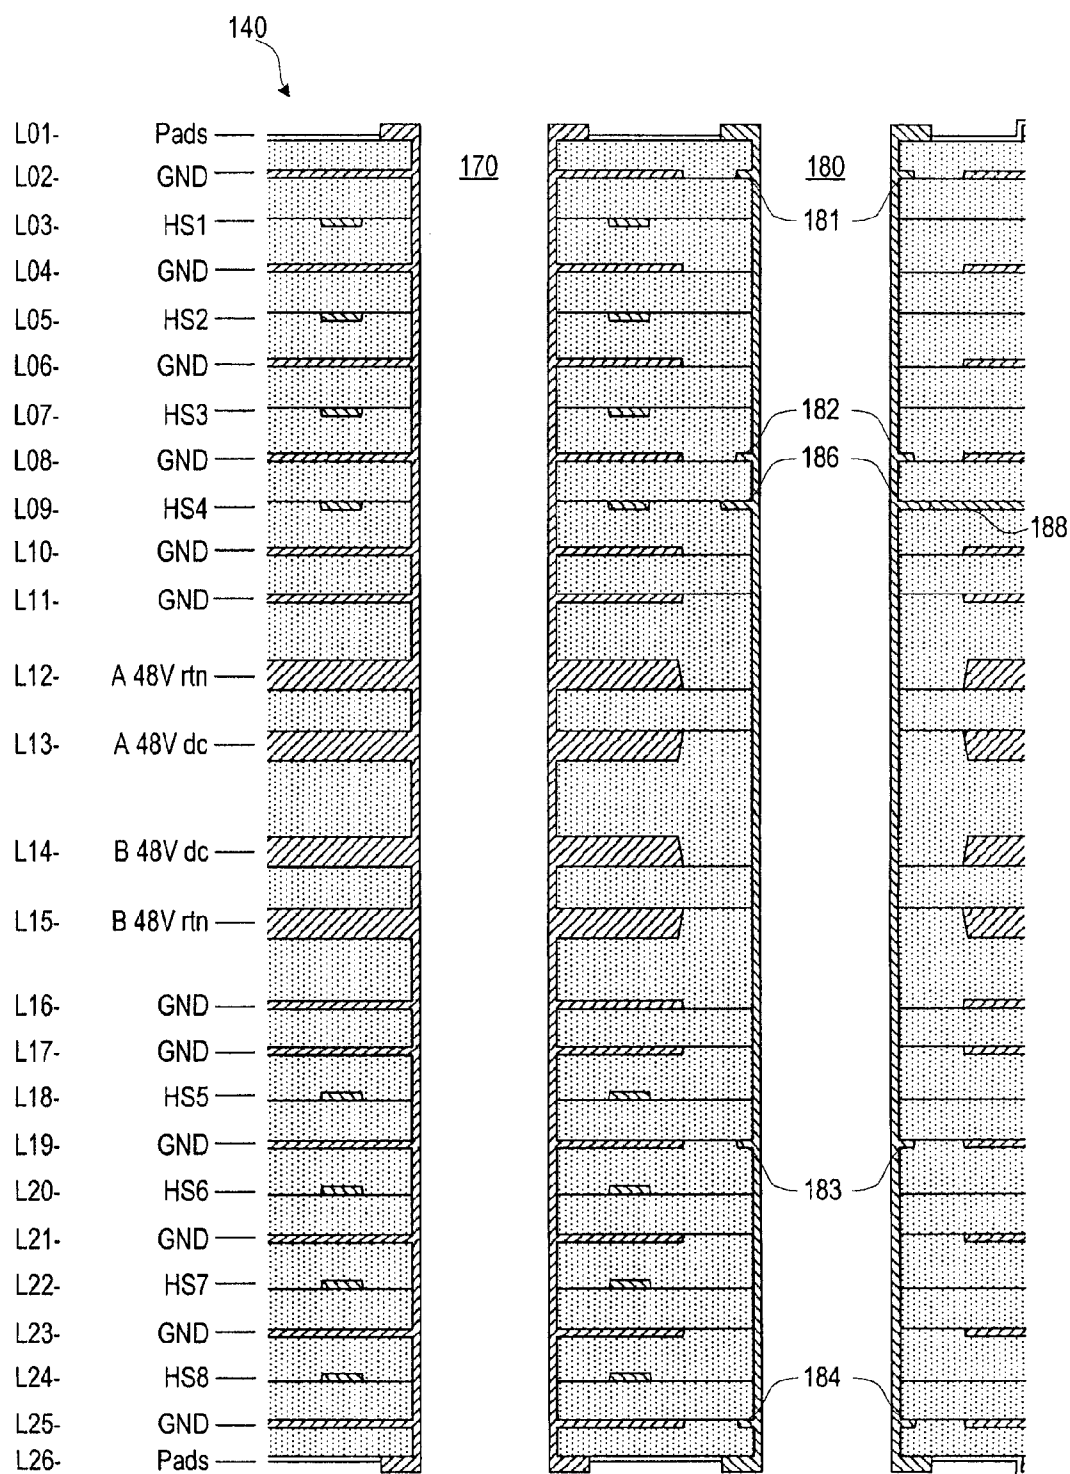 140
L01- Pads
170
180
L02- GND
181
L03- HS1
L04- GND
L05- HS2
L06- GND
L07- HS3
182
L08- GND
186
L09- HS4
188
L10- GND
L11- GND
L12- A 48V rtn
L13- A 48V dc
L14- B 48V dc
L15- B 48V rtn
L16- GND
L17- GND
L18- HS5
L19- GND
183
L20- HS6
L21- GND
L22- HS7
L23- GND
L24- HS8
184
L25- GND
L26- Pads